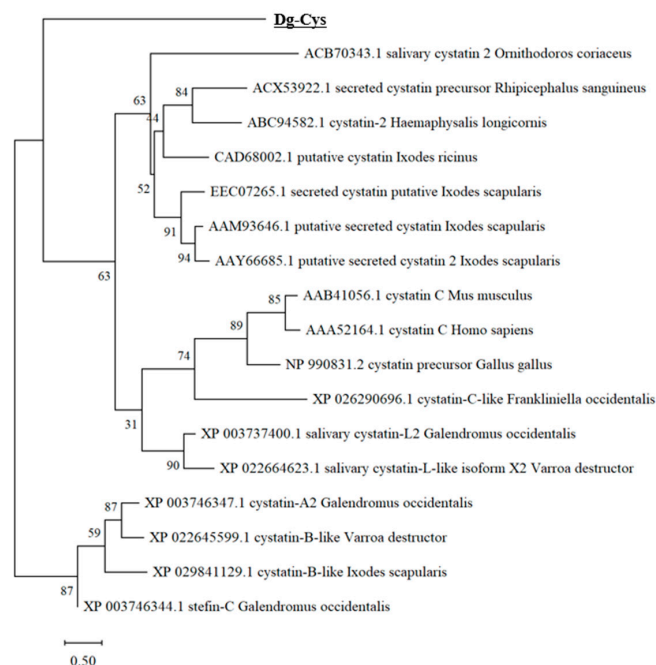 Dg-Cys
ACB70343.1 salivary cystatin 2 Ornithodoros coriaceus
84 ACX53922.1 secreted cystatin precursor Rhipicephalus sanguineus
63
44
ABC94582.1 cystatin-2 Haemaphysalis longicornis
CAD68002.1 putative cystatin Ixodes ricinus
52 EEC07265.1 secreted cystatin putative Ixodes scapularis
91 AAM93646.1 putative secreted cystatin Ixodes scapularis
94 AAY66685.1 putative secreted cystatin 2 Ixodes scapularis
63
85 AAB41056.1 cystatin C Mus musculus
89 AAA52164.1 cystatin C Homo sapiens
74 NP 990831.2 cystatin precursor Gallus gallus
XP 026290696.1 cystatin-C-like Frankliniella occidentalis
31
XP 003737400.1 salivary cystatin-L2 Galendromus occidentalis
90 XP 022664623.1 salivary cystatin-L-like isoform X2 Varroa destructor
87 XP 003746347.1 cystatin-A2 Galendromus occidentalis
59 XP 022645599.1 cystatin-B-like Varroa destructor
XP 029841129.1 cystatin-B-like Ixodes scapularis
87 XP 003746344.1 stefin-C Galendromus occidentalis
0.50